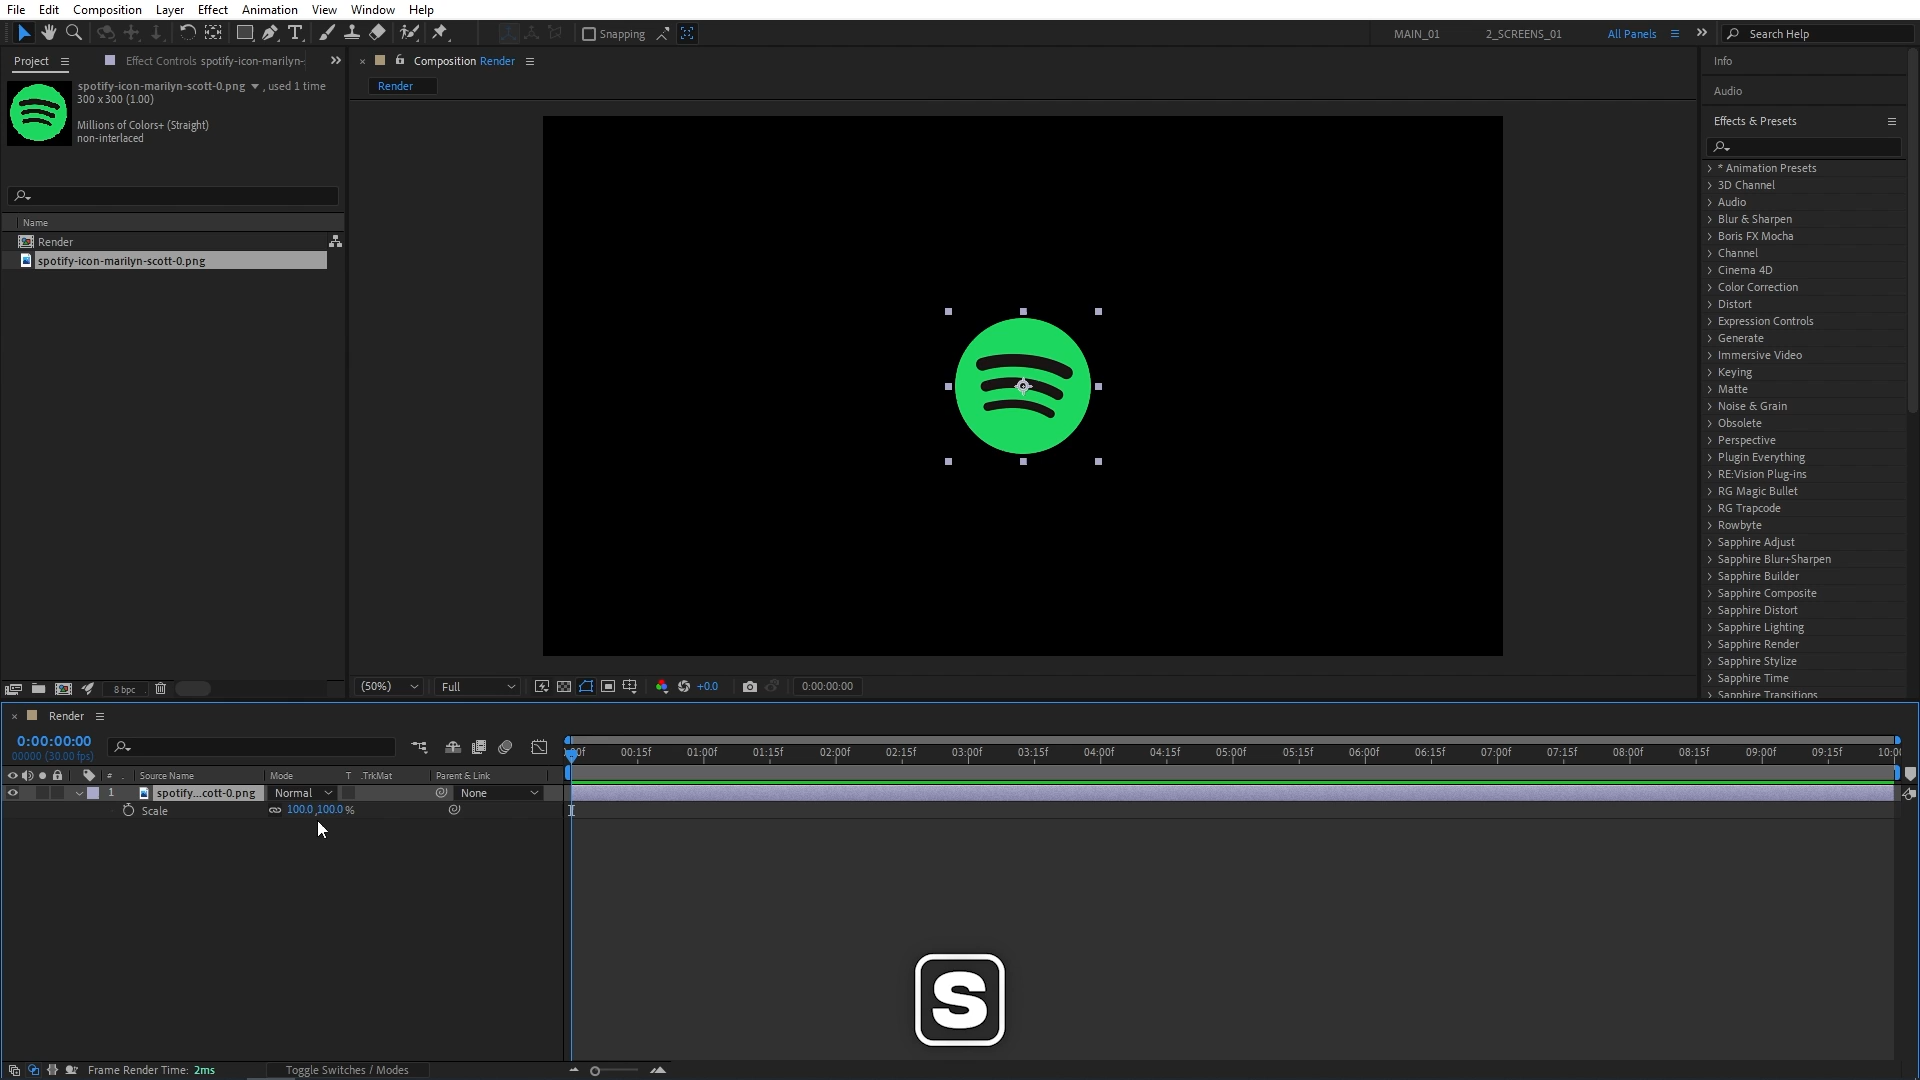 File Edit Composition Layer Effect Animation View Window Help
Snapping
MAIN_01 2_SCREENS_01 All Panels Search Help
Project Effect Controls spotify-icon-marilyn-
spotify-icon-marilyn-scott-0.png , used 1 time
300 x 300 (1.00)
Millions of Colors+ (Straight)
non-interlaced
Name
Render
spotify-icon-marilyn-scott-0.png
8 bpc
Composition Render
Render
(50%) Full +0.0 0:00:00:00
Info
Audio
Effects & Presets
* Animation Presets
3D Channel
Audio
Blur & Sharpen
Boris FX Mocha
Channel
Cinema 4D
Color Correction
Distort
Expression Controls
Generate
Immersive Video
Keying
Matte
Noise & Grain
Obsolete
Perspective
Plugin Everything
RE:Vision Plug-ins
RG Magic Bullet
RG Trapcode
Rowbyte
Sapphire Adjust
Sapphire Blur+Sharpen
Sapphire Builder
Sapphire Composite
Sapphire Distort
Sapphire Lighting
Sapphire Render
Sapphire Stylize
Sapphire Time
Sapphire Transitions
Render
0:00:00:00
00000 (30.00 fps)
00f 00:15f 01:00f 01:15f 02:00f 02:15f 03:00f 03:15f 04:00f 04:15f 05:00f 05:15f 06:00f 06:15f 07:00f 07:15f 08:00f 08:15f 09:00f 09:15f 10:0
# . Source Name Mode T .TrkMat Parent & Link
1 spotify...cott-0.png Normal None
Scale 100.0,100.0 %
S
Frame Render Time: 2ms Toggle Switches / Modes